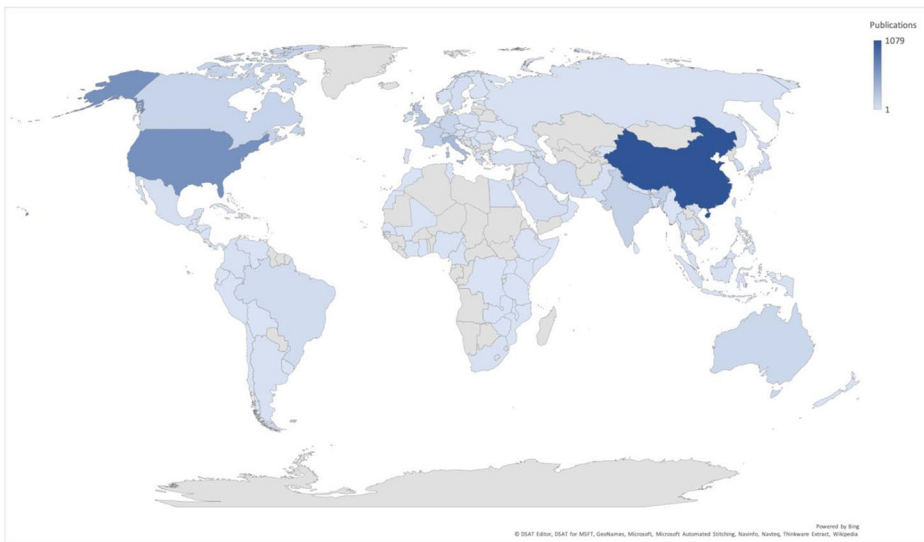 Publications
1079
1
Powered by Bing
© DSAT Editor, DSAT for MSFT, GeoNames, Microsoft, Microsoft Automated Stitching, Navinfo, Navteq, Thinkware Extract, Wikipedia